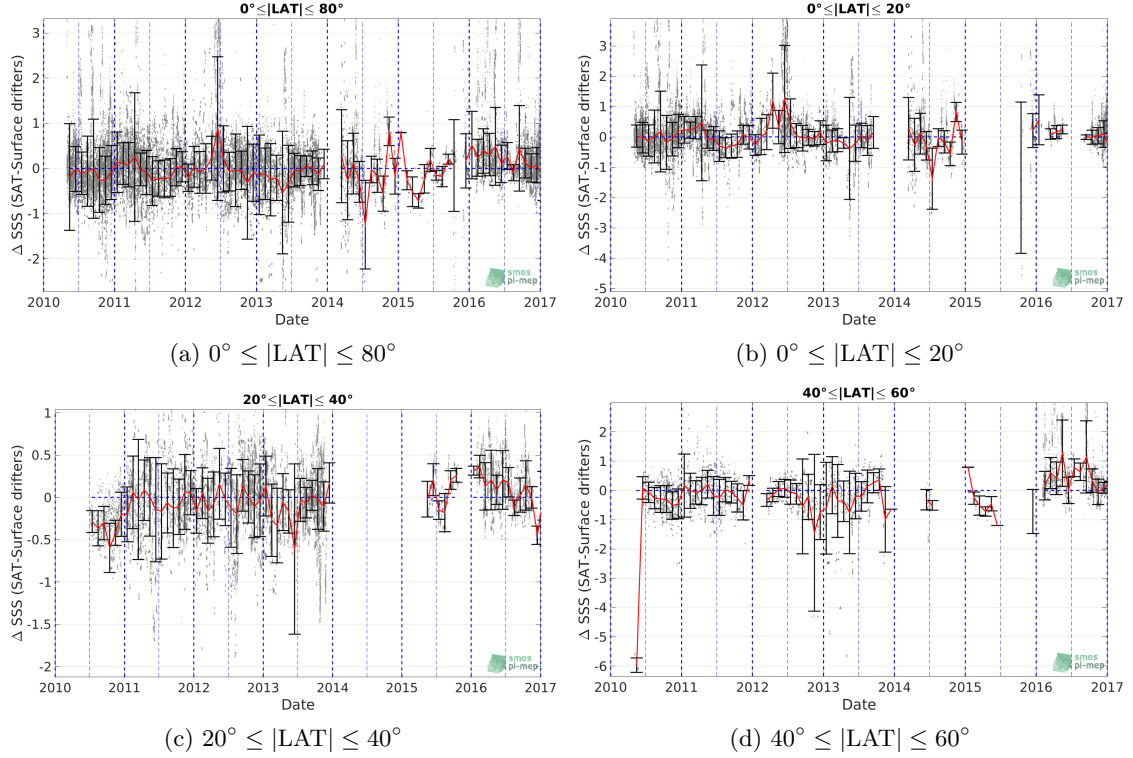 0°≤|LAT|≤ 80°
Δ SSS (SAT-Surface drifters)
3
2
1
0
-1
-2
2010 2011 2012 2013 2014 2015 2016 2017
Date
smos
pi-mep
(a) 0° ≤ |LAT| ≤ 80°
0°≤|LAT|≤ 20°
Δ SSS (SAT-Surface drifters)
3
2
1
0
-1
-2
-3
-4
-5
2010 2011 2012 2013 2014 2015 2016 2017
Date
smos
pi-mep
(b) 0° ≤ |LAT| ≤ 20°
20°≤|LAT|≤ 40°
Δ SSS (SAT-Surface drifters)
1
0.5
0
-0.5
-1
-1.5
-2
2010 2011 2012 2013 2014 2015 2016 2017
Date
smos
pi-mep
(c) 20° ≤ |LAT| ≤ 40°
40°≤|LAT|≤ 60°
Δ SSS (SAT-Surface drifters)
2
1
0
-1
-2
-3
-4
-5
-6
2010 2011 2012 2013 2014 2015 2016 2017
Date
smos
pi-mep
(d) 40° ≤ |LAT| ≤ 60°